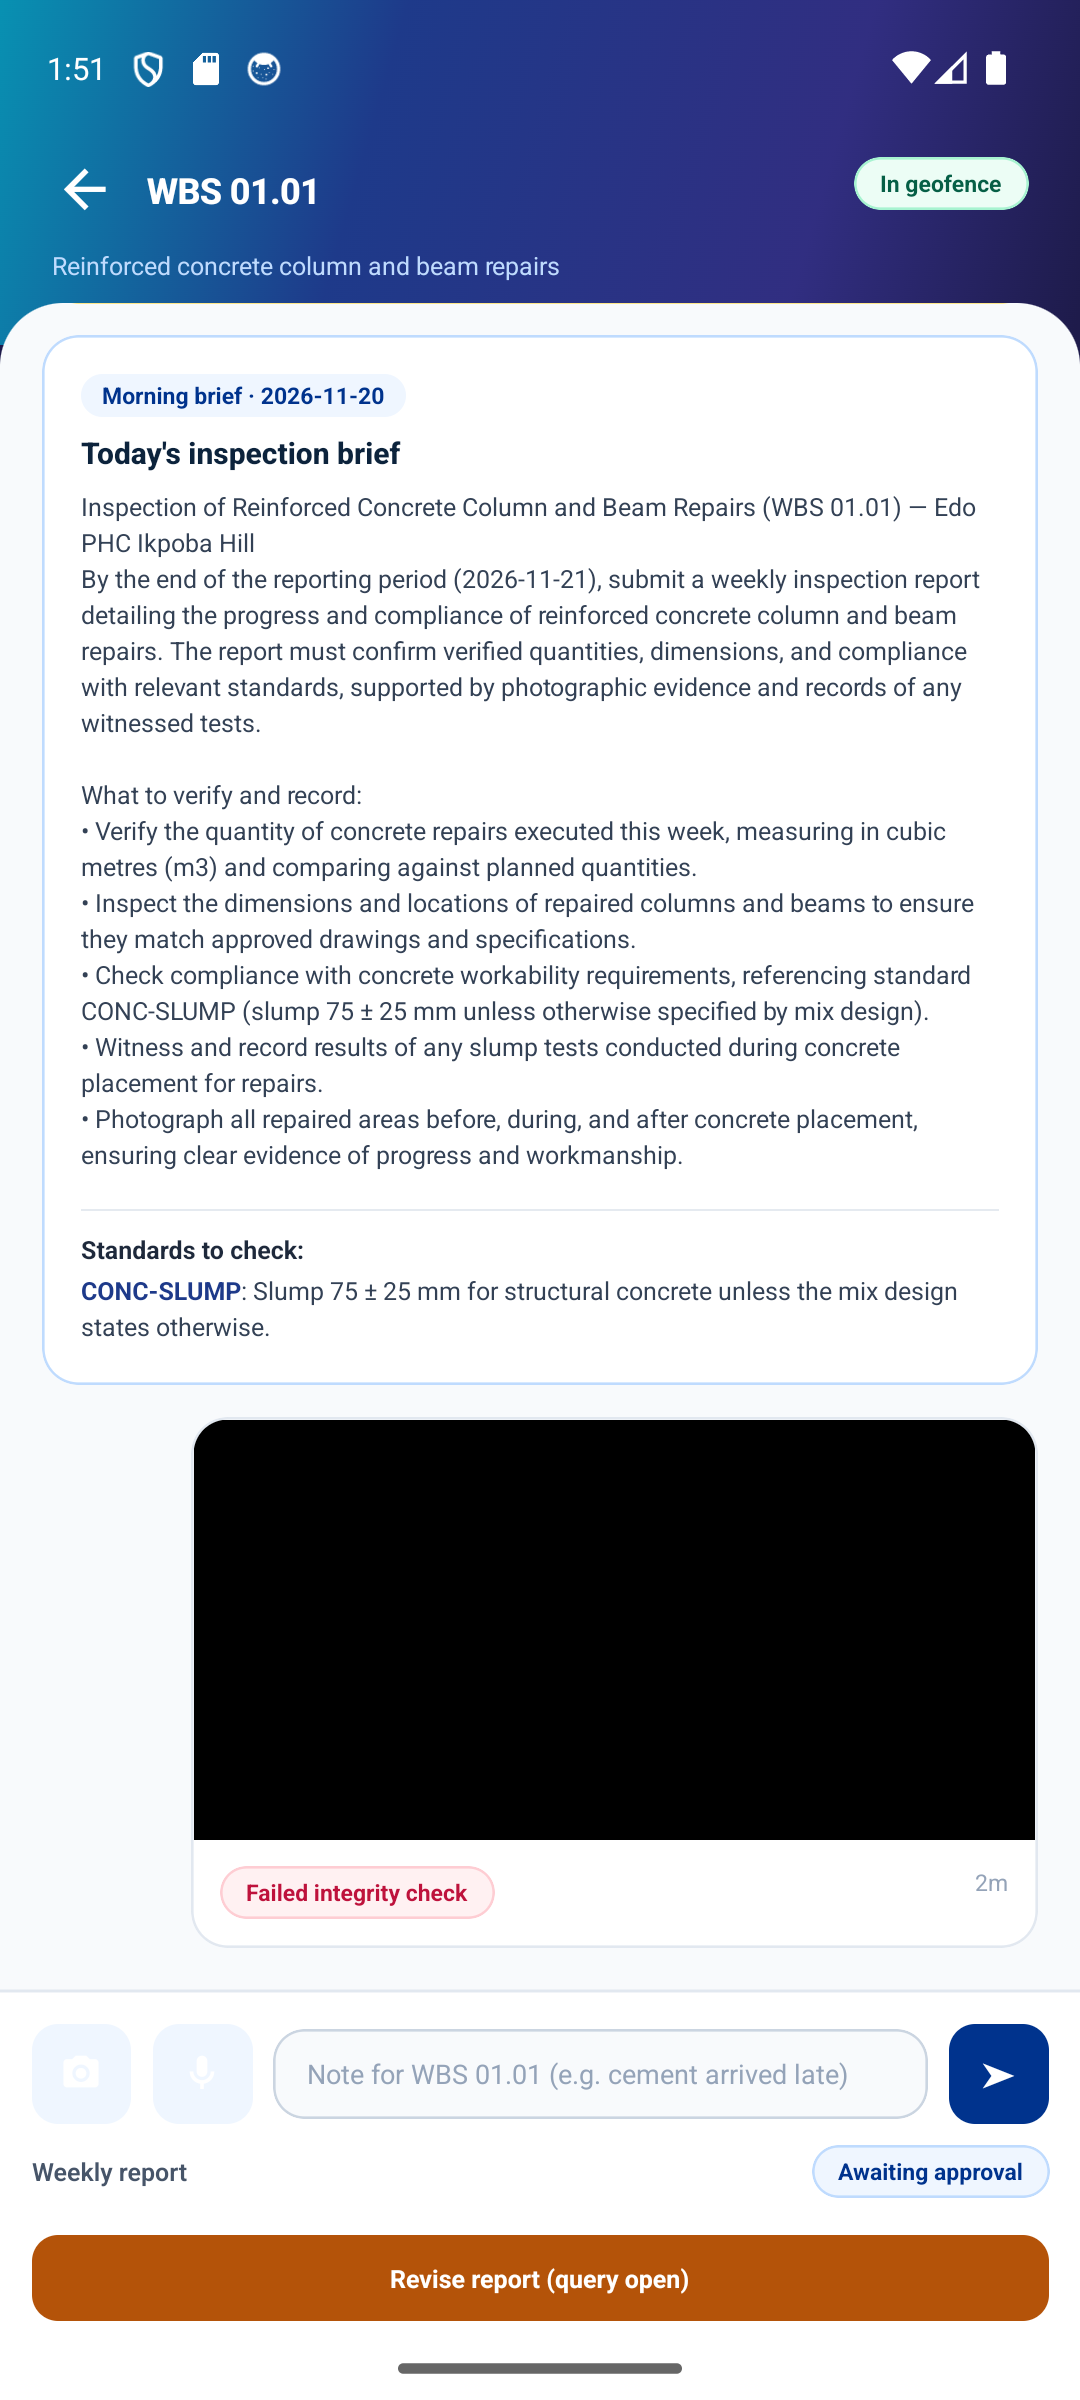 1:51
WBS 01.01
In geofence
Reinforced concrete column and beam repairs
Morning brief · 2026-11-20
Today's inspection brief
Inspection of Reinforced Concrete Column and Beam Repairs (WBS 01.01) — Edo
PHC Ikpoba Hill
By the end of the reporting period (2026-11-21), submit a weekly inspection report
detailing the progress and compliance of reinforced concrete column and beam
repairs. The report must confirm verified quantities, dimensions, and compliance
with relevant standards, supported by photographic evidence and records of any
witnessed tests.
What to verify and record:
• Verify the quantity of concrete repairs executed this week, measuring in cubic
metres (m3) and comparing against planned quantities.
• Inspect the dimensions and locations of repaired columns and beams to ensure
they match approved drawings and specifications.
• Check compliance with concrete workability requirements, referencing standard
CONC-SLUMP (slump 75 ± 25 mm unless otherwise specified by mix design).
• Witness and record results of any slump tests conducted during concrete
placement for repairs.
• Photograph all repaired areas before, during, and after concrete placement,
ensuring clear evidence of progress and workmanship.
Standards to check:
CONC-SLUMP: Slump 75 ± 25 mm for structural concrete unless the mix design
states otherwise.
Failed integrity check
2m
Note for WBS 01.01 (e.g. cement arrived late)
Weekly report
Awaiting approval
Revise report (query open)